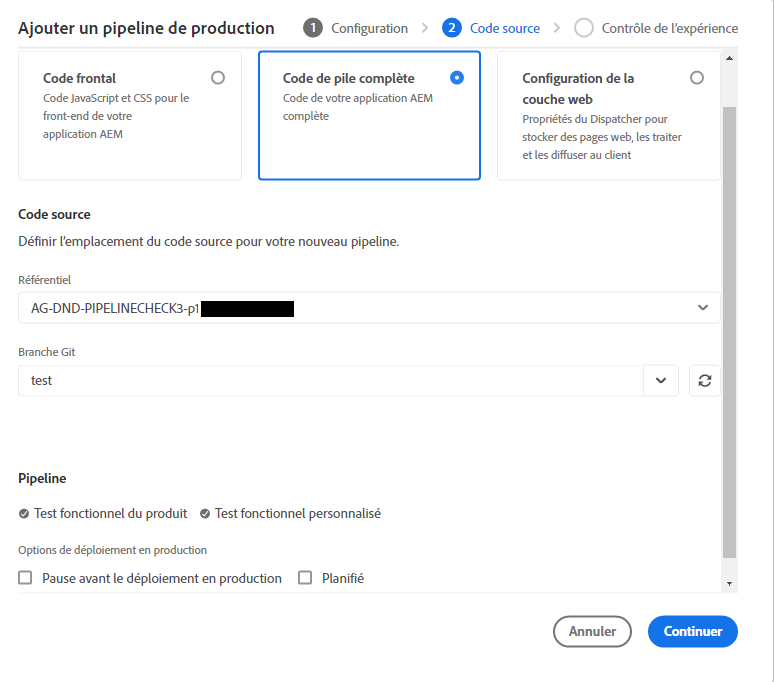 Ajouter un pipeline de production 1 Configuration 2 Code source Contrôle de l'expérience
Code frontal
Code JavaScript et CSS pour le
front-end de votre
application AEM
Code de pile complète
Code de votre application AEM
complète
Configuration de la
couche web
Propriétés du Dispatcher pour
stocker des pages web, les traiter
et les diffuser au client
Code source
Définir l'emplacement du code source pour votre nouveau pipeline.
Référentiel
AG-DND-PIPELINECHECK3-p1
Branche Git
test
Pipeline
Test fonctionnel du produit Test fonctionnel personnalisé
Options de déploiement en production
Pause avant le déploiement en production Planifié
Annuler Continuer